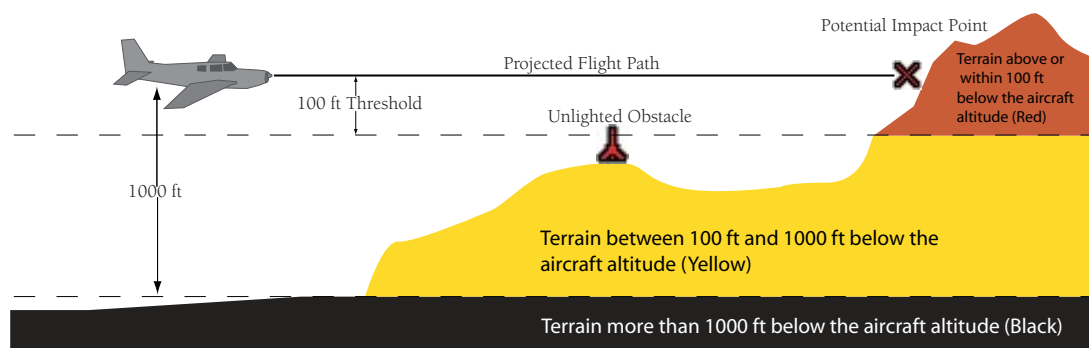 Potential Impact Point
Projected Flight Path
Terrain above or
within 100 ft
below the aircraft
altitude (Red)
100 ft Threshold
Unlighted Obstacle
1000 ft
Terrain between 100 ft and 1000 ft below the
aircraft altitude (Yellow)
Terrain more than 1000 ft below the aircraft altitude (Black)